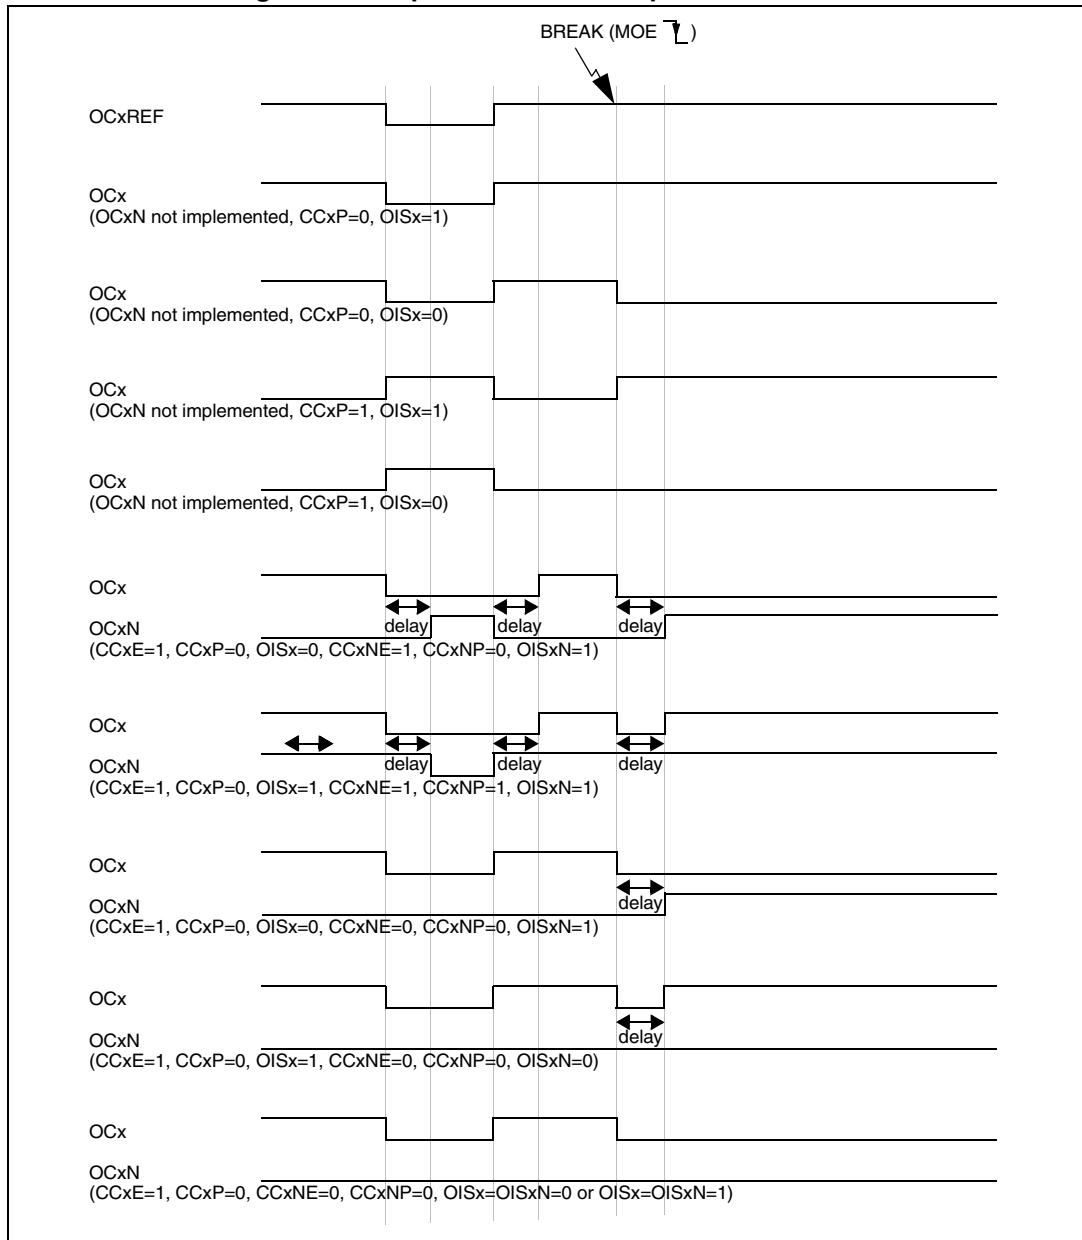 BREAK (MOE )
OCxREF
OCx
(OCxN not implemented, CCxP=0, OISx=1)
OCx
(OCxN not implemented, CCxP=0, OISx=0)
OCx
(OCxN not implemented, CCxP=1, OISx=1)
OCx
(OCxN not implemented, CCxP=1, OISx=0)
OCx
delay delay delay
OCxN
(CCxE=1, CCxP=0, OISx=0, CCxNE=1, CCxNP=0, OISxN=1)
OCx
delay delay delay
OCxN
(CCxE=1, CCxP=0, OISx=1, CCxNE=1, CCxNP=1, OISxN=1)
OCx
delay
OCxN
(CCxE=1, CCxP=0, OISx=0, CCxNE=0, CCxNP=0, OISxN=1)
OCx
delay
OCxN
(CCxE=1, CCxP=0, OISx=1, CCxNE=0, CCxNP=0, OISxN=0)
OCx
OCxN
(CCxE=1, CCxP=0, CCxNE=0, CCxNP=0, OISx=OISxN=0 or OISx=OISxN=1)